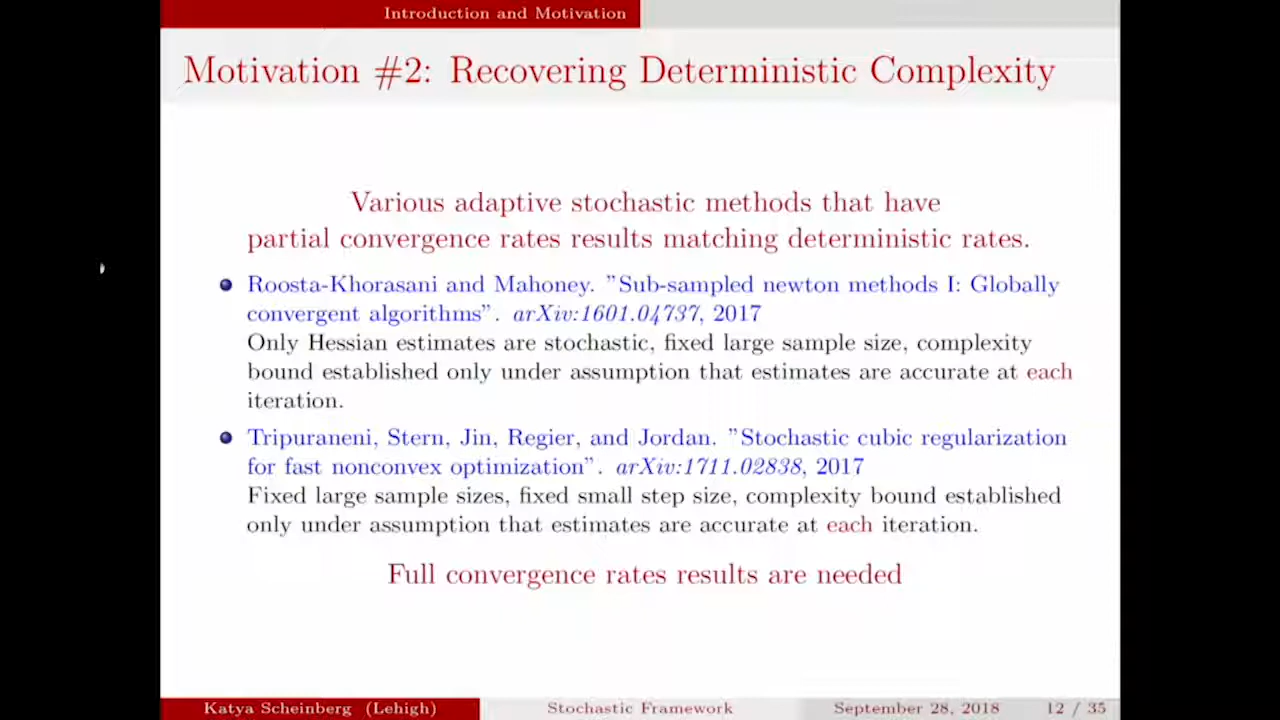 Introduction and Motivation
Motivation #2: Recovering Deterministic Complexity
Various adaptive stochastic methods that have
partial convergence rates results matching deterministic rates.
Roosta-Khorasani and Mahoney. "Sub-sampled newton methods I: Globally
convergent algorithms". arXiv:1601.04737, 2017
Only Hessian estimates are stochastic, fixed large sample size, complexity
bound established only under assumption that estimates are accurate at each
iteration.
Tripuraneni, Stern, Jin, Regier, and Jordan. "Stochastic cubic regularization
for fast nonconvex optimization". arXiv:1711.02838, 2017
Fixed large sample sizes, fixed small step size, complexity bound established
only under assumption that estimates are accurate at each iteration.
Full convergence rates results are needed
Katya Scheinberg (Lehigh) Stochastic Framework September 28, 2018 12 / 35